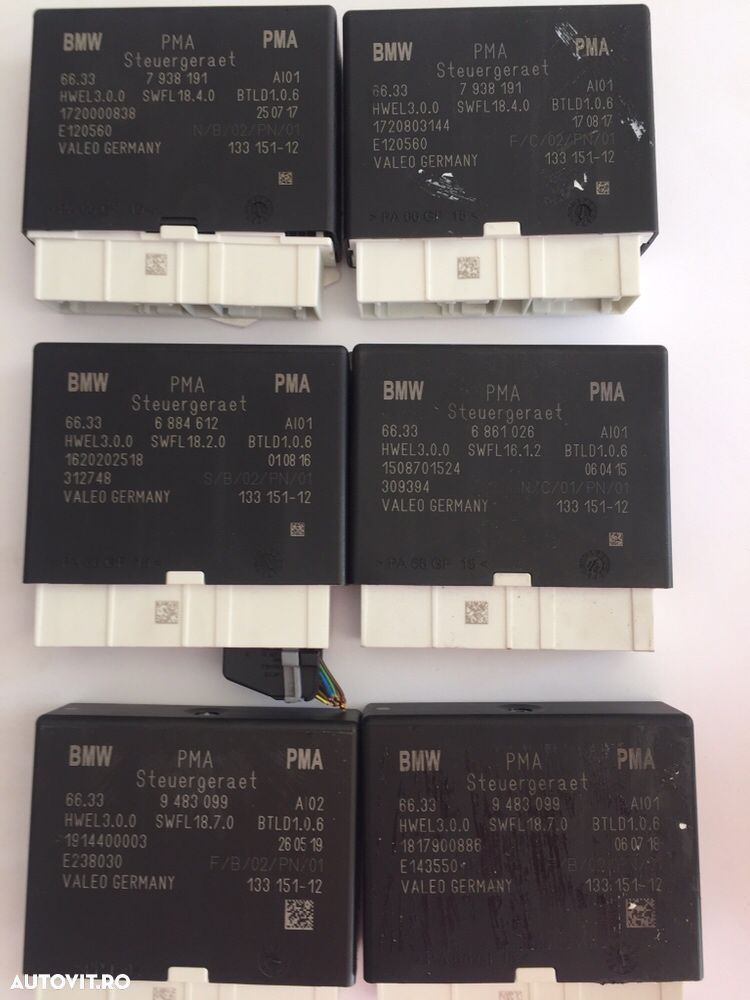 BMW PMA PMA
Steuergeraet
66.33 7 938 191 AI01
HWEL3.0.0 SWFL18.4.0 BTLD1.0.6
1720000838 25 07 17
E120560 N/B/02/PN/01
VALEO GERMANY 133 151-12
BMW PMA PMA
Steuergeraet
66.33 7 938 191 AI01
HWEL3.0.0 SWFL18.4.0 BTLD1.0.6
1720803144 17 08 17
E120560 F/C/02/PN/01
VALEO GERMANY 133 151-12
BMW PMA PMA
Steuergeraet
66.33 6 884 612 AI01
HWEL3.0.0 SWFL18.2.0 BTLD1.0.6
1620202518 01 08 16
312748 S/B/02/PN/01
VALEO GERMANY 133 151-12
BMW PMA PMA
Steuergeraet
66.33 6 861 026 AI01
HWEL3.0.0 SWFL16.1.2 BTLD1.0.6
1508701524 06 04 15
309394 N/C/01/PN/01
VALEO GERMANY 133 151-12
BMW PMA PMA
Steuergeraet
66.33 9 483 099 AI02
HWEL3.0.0 SWFL18.7.0 BTLD1.0.6
1914400003 26 05 19
E238030 F/B/02/PN/01
VALEO GERMANY 133 151-12
BMW PMA PMA
Steuergeraet
66.33 9 483 099 AI01
HWEL3.0.0 SWFL18.7.0 BTLD1.0.6
1817900886 06 07 18
E143550 F/B/02/PN/01
VALEO GERMANY 133 151-12
AUTOVIT.RO